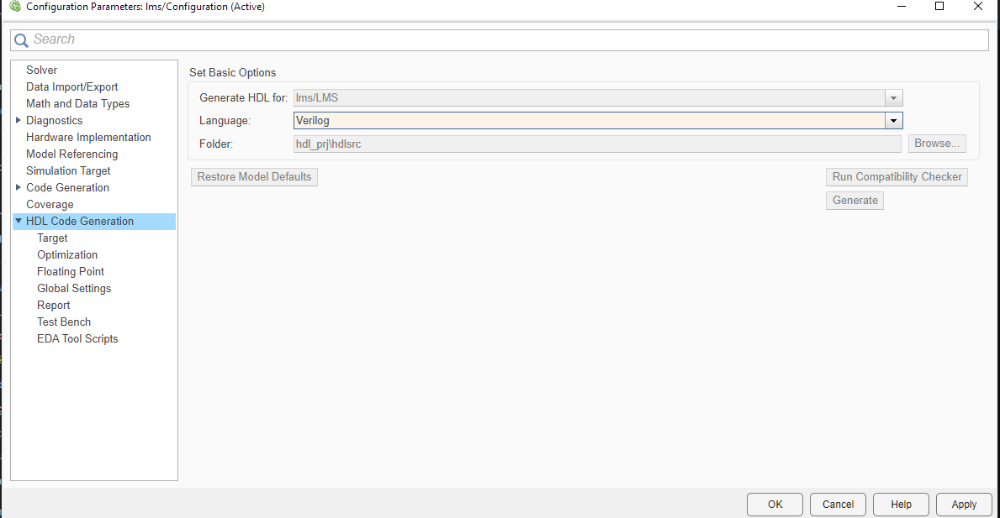 Configuration Parameters: lms/Configuration (Active)
Search
Solver
Data Import/Export
Math and Data Types
Diagnostics
Hardware Implementation
Model Referencing
Simulation Target
Code Generation
Coverage
HDL Code Generation
Target
Optimization
Floating Point
Global Settings
Report
Test Bench
EDA Tool Scripts
Set Basic Options
Generate HDL for: lms/LMS
Language: Verilog
Folder: hdl_prj\hdlsrc Browse...
Restore Model Defaults Run Compatibility Checker
Generate
OK Cancel Help Apply